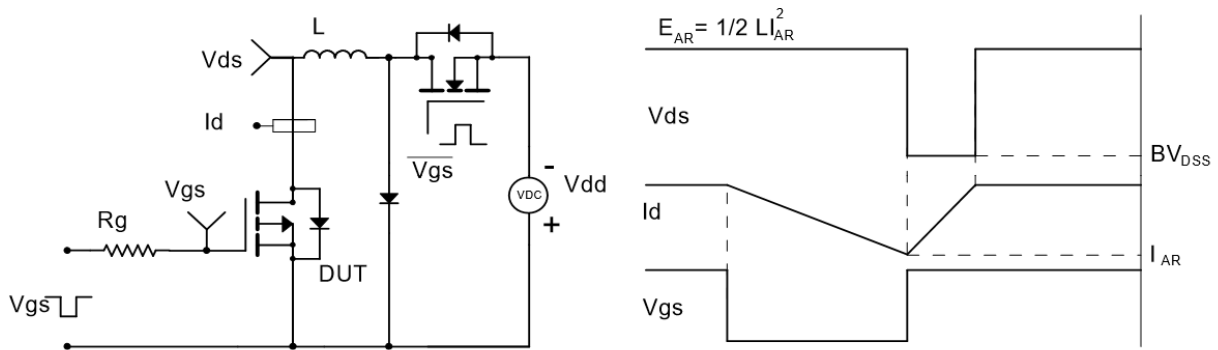 L
Vds
Id
Vgs
Vgs
Rg
DUT
Vgs
-
VDC
Vdd
+
E_AR = 1/2 LI_AR^2
Vds
BV_DSS
Id
I_AR
Vgs